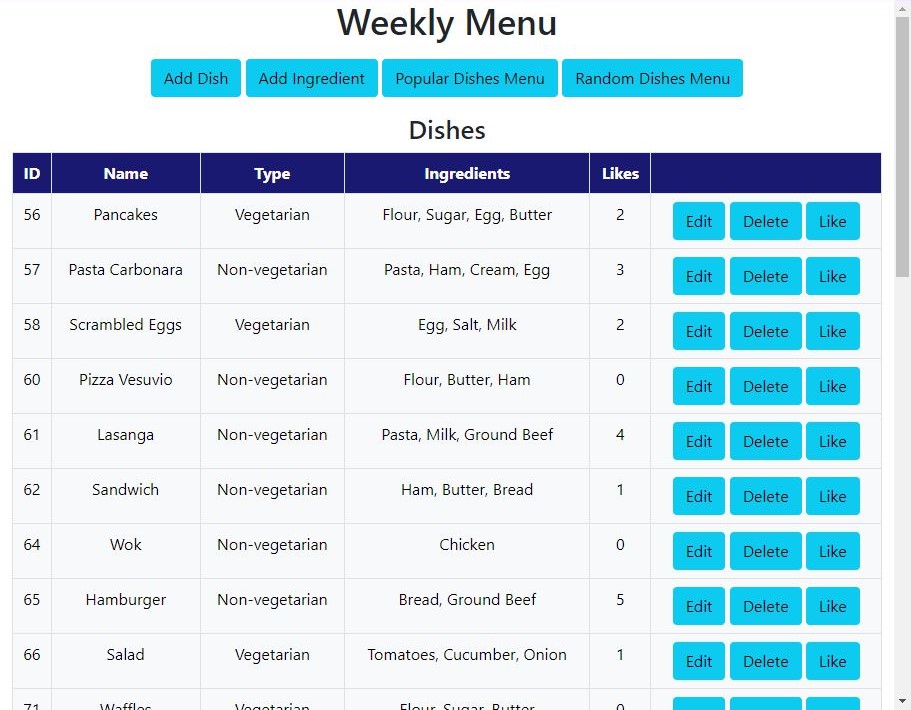 Weekly Menu
Add Dish Add Ingredient Popular Dishes Menu Random Dishes Menu
Dishes
ID Name Type Ingredients Likes
56 Pancakes Vegetarian Flour, Sugar, Egg, Butter 2 Edit Delete Like
57 Pasta Carbonara Non-vegetarian Pasta, Ham, Cream, Egg 3 Edit Delete Like
58 Scrambled Eggs Vegetarian Egg, Salt, Milk 2 Edit Delete Like
60 Pizza Vesuvio Non-vegetarian Flour, Butter, Ham 0 Edit Delete Like
61 Lasanga Non-vegetarian Pasta, Milk, Ground Beef 4 Edit Delete Like
62 Sandwich Non-vegetarian Ham, Butter, Bread 1 Edit Delete Like
64 Wok Non-vegetarian Chicken 0 Edit Delete Like
65 Hamburger Non-vegetarian Bread, Ground Beef 5 Edit Delete Like
66 Salad Vegetarian Tomatoes, Cucumber, Onion 1 Edit Delete Like
71 Waffles Vegetarian Flour, Sugar, Butter 0